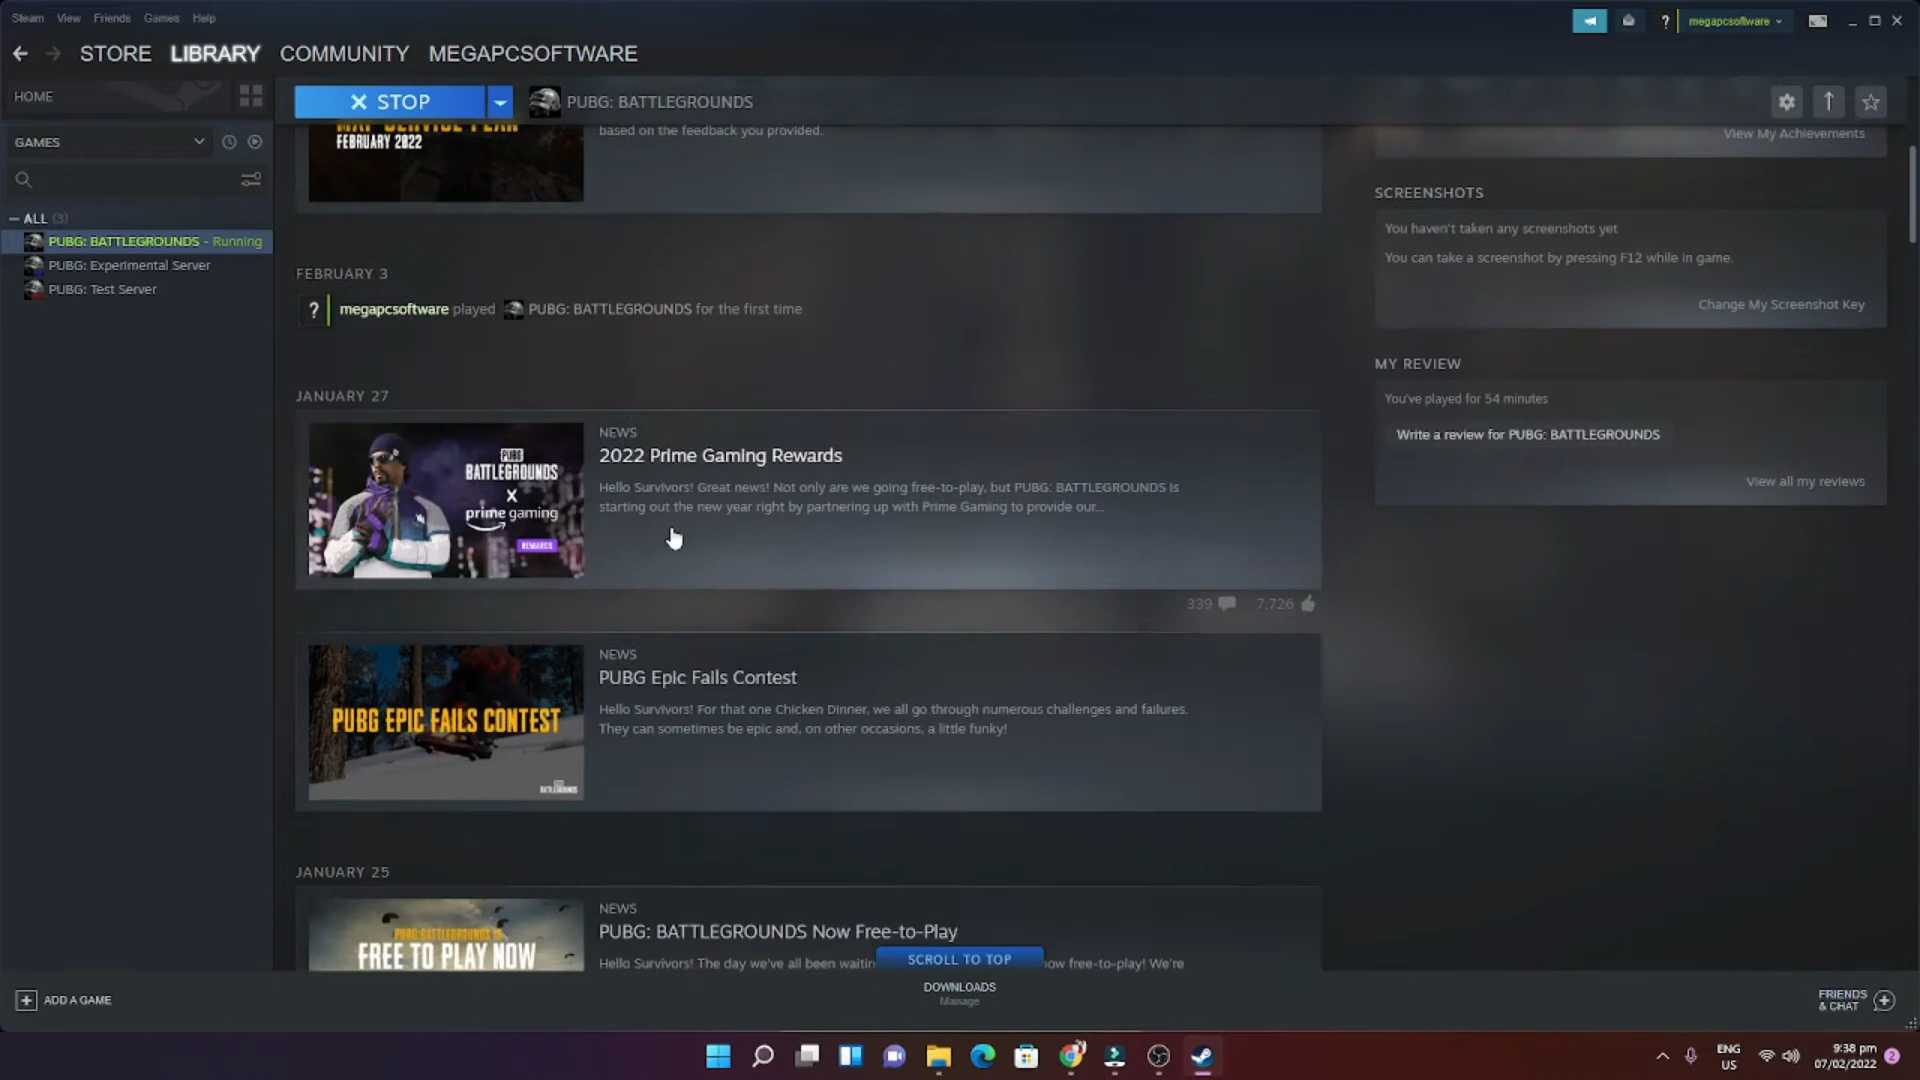 Steam View Friends Games Help
megapcsoftware
STORE LIBRARY COMMUNITY MEGAPCSOFTWARE
HOME
STOP
PUBG: BATTLEGROUNDS
GAMES
ALL (3)
PUBG: BATTLEGROUNDS - Running
PUBG: Experimental Server
PUBG: Test Server
MAP SERVICE PLAN
FEBRUARY 2022
based on the feedback you provided.
FEBRUARY 3
? megapcsoftware played PUBG: BATTLEGROUNDS for the first time
JANUARY 27
PUBG
BATTLEGROUNDS
X
prime gaming
REWARDS
NEWS
2022 Prime Gaming Rewards
Hello Survivors! Great news! Not only are we going free-to-play, but PUBG: BATTLEGROUNDS is
starting out the new year right by partnering up with Prime Gaming to provide our...
339 7,726
PUBG EPIC FAILS CONTEST
BATTLEGROUNDS
NEWS
PUBG Epic Fails Contest
Hello Survivors! For that one Chicken Dinner, we all go through numerous challenges and failures.
They can sometimes be epic and, on other occasions, a little funky!
JANUARY 25
PUBG: BATTLEGROUNDS IS
FREE TO PLAY NOW
NEWS
PUBG: BATTLEGROUNDS Now Free-to-Play
Hello Survivors! The day we've all been waitin
ow free-to-play! We're
SCROLL TO TOP
View My Achievements
SCREENSHOTS
You haven't taken any screenshots yet
You can take a screenshot by pressing F12 while in game.
Change My Screenshot Key
MY REVIEW
You've played for 54 minutes
Write a review for PUBG: BATTLEGROUNDS
View all my reviews
ADD A GAME
DOWNLOADS
Manage
FRIENDS
& CHAT
ENG
US
9:38 pm
07/02/2022
2